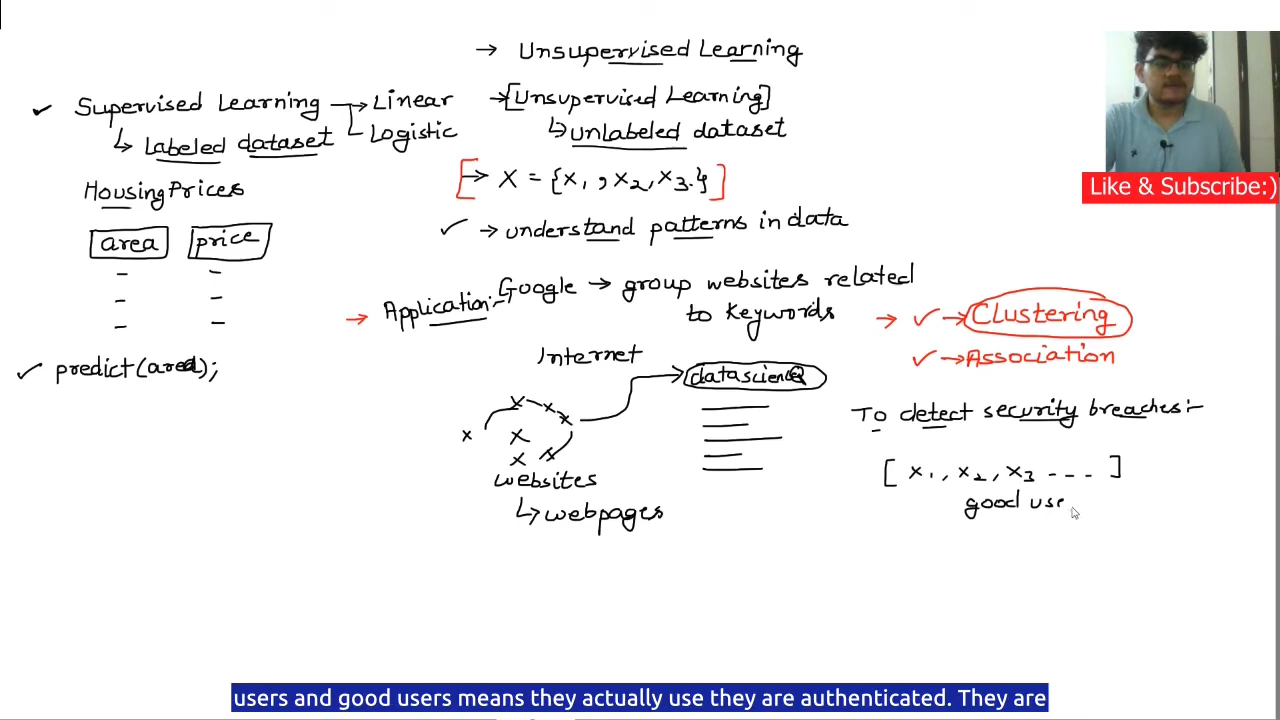 → Unsupervised Learning
✓ Supervised Learning → Linear
Logistic
↳ Labeled dataset
Housing Prices
area price
- -
- -
- -
✓ predict(area);
→ [Unsupervised Learning]
↳ unlabeled dataset
[→ X = {x₁, x₂, x₃.}]
✓ → understand patterns in data
→ Application:- Google → group websites related
to keywords
Internet
datascience
websites
↳ webpages
→ ✓ → Clustering
✓ → Association
To detect security breaches:-
[ x₁, x₂, x₃ --- ]
good use
Like & Subscribe:)
users and good users means they actually use they are authenticated. They are